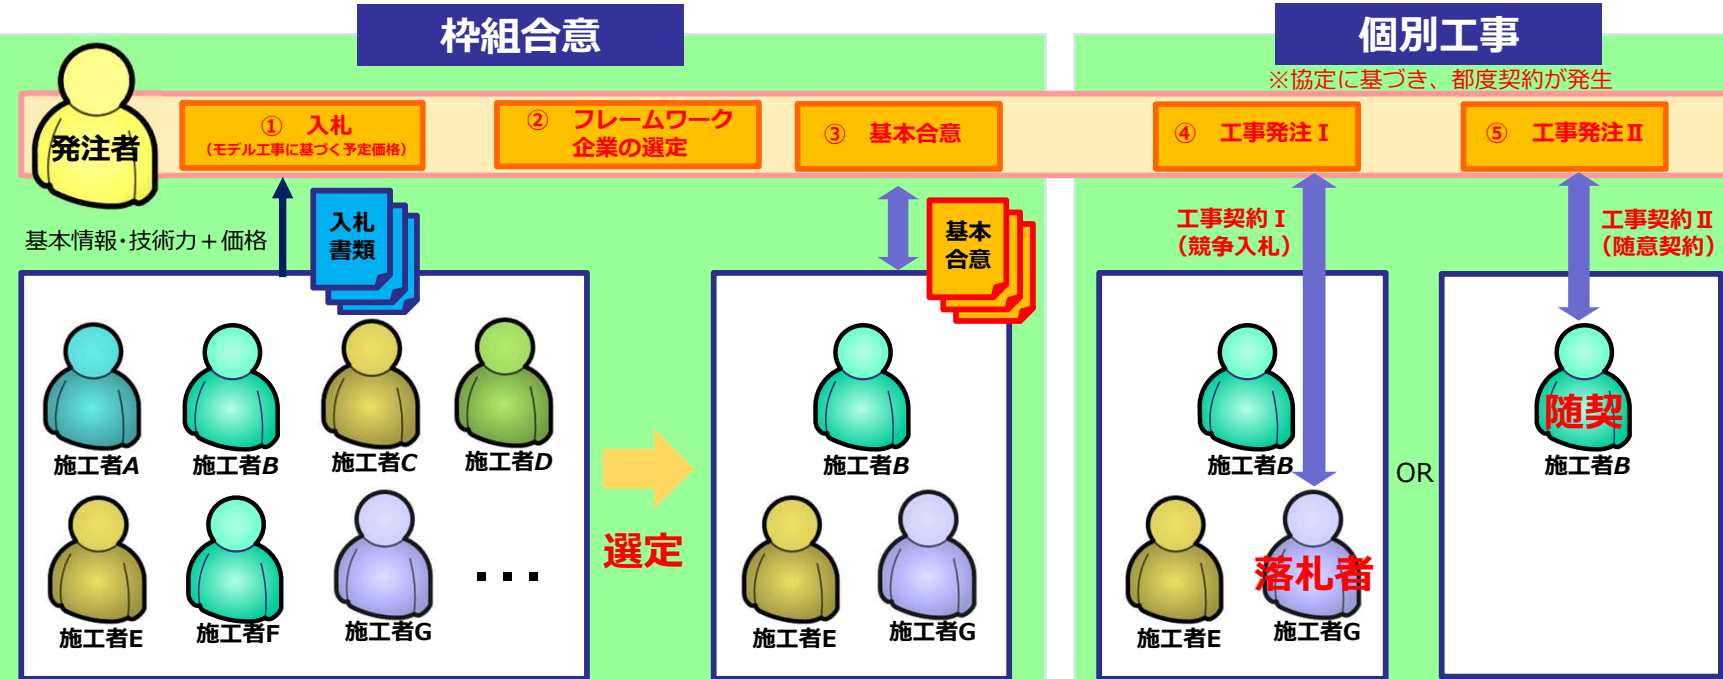 枠組合意
個別工事
※協定に基づき、都度契約が発生
発注者
① 入札
(モデル工事に基づく予定価格)
② フレームワーク
企業の選定
③ 基本合意
④ 工事発注Ⅰ
⑤ 工事発注Ⅱ
基本情報・技術力+価格
入札
書類
基本
合意
工事契約Ⅰ
(競争入札)
工事契約Ⅱ
(随意契約)
施工者A
施工者B
施工者C
施工者D
施工者E
施工者F
施工者G
・・・
選定
施工者B
施工者E
施工者G
施工者B
施工者E
落札者
施工者G
OR
随契
施工者B